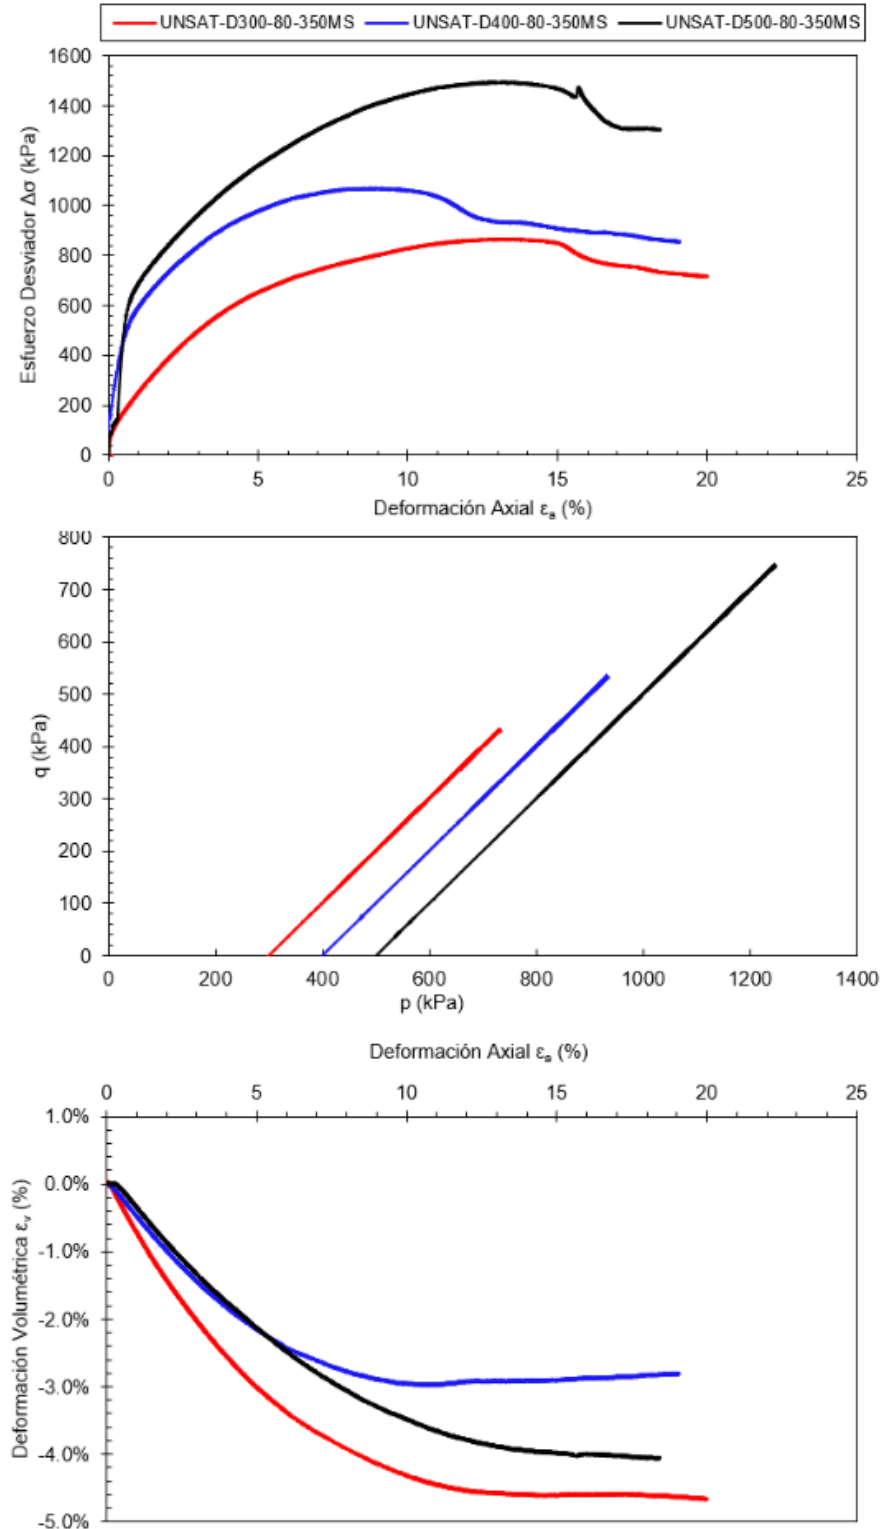 UNSAT-D300-80-350MS UNSAT-D400-80-350MS UNSAT-D500-80-350MS
1600
1400
1200
1000
800
600
400
200
0
Esfuerzo Desviador Δσ (kPa)
0 5 10 15 20 25
Deformación Axial εa (%)
800
700
600
500
400
300
200
100
0
q (kPa)
0 200 400 600 800 1000 1200 1400
p (kPa)
Deformación Axial εa (%)
0 5 10 15 20 25
1.0%
0.0%
-1.0%
-2.0%
-3.0%
-4.0%
-5.0%
Deformación Volumétrica εv (%)